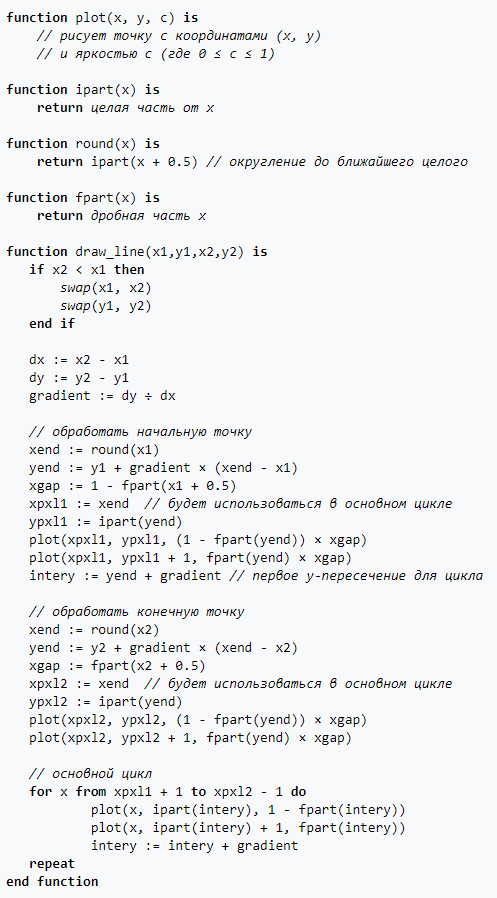 function plot(x, y, c) is
    // рисует точку с координатами (x, y)
    // и яркостью c (где 0 ≤ c ≤ 1)

function ipart(x) is
    return целая часть от x

function round(x) is
    return ipart(x + 0.5) // округление до ближайшего целого

function fpart(x) is
    return дробная часть x

function draw_line(x1,y1,x2,y2) is
   if x2 < x1 then
       swap(x1, x2)
       swap(y1, y2)
   end if

   dx := x2 - x1
   dy := y2 - y1
   gradient := dy ÷ dx

   // обработать начальную точку
   xend := round(x1)
   yend := y1 + gradient × (xend - x1)
   xgap := 1 - fpart(x1 + 0.5)
   xpxl1 := xend  // будет использоваться в основном цикле
   ypxl1 := ipart(yend)
   plot(xpxl1, ypxl1, (1 - fpart(yend)) × xgap)
   plot(xpxl1, ypxl1 + 1, fpart(yend) × xgap)
   intery := yend + gradient // первое y-пересечение для цикла

   // обработать конечную точку
   xend := round(x2)
   yend := y2 + gradient × (xend - x2)
   xgap := fpart(x2 + 0.5)
   xpxl2 := xend  // будет использоваться в основном цикле
   ypxl2 := ipart(yend)
   plot(xpxl2, ypxl2, (1 - fpart(yend)) × xgap)
   plot(xpxl2, ypxl2 + 1, fpart(yend) × xgap)

   // основной цикл
   for x from xpxl1 + 1 to xpxl2 - 1 do
           plot(x, ipart(intery), 1 - fpart(intery))
           plot(x, ipart(intery) + 1, fpart(intery))
           intery := intery + gradient
   repeat
end function